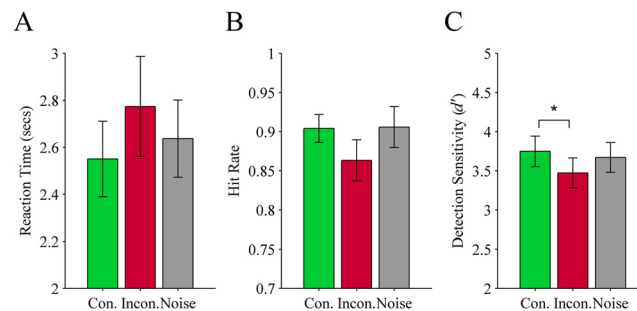 A
B
C
Reaction Time (secs)
3
2.8
2.6
2.4
2.2
2
Con. Incon.Noise
Hit Rate
1
0.95
0.9
0.85
0.8
0.75
0.7
Con. Incon.Noise
Detection Sensitivity (d')
5
4.5
4
3.5
3
2.5
2
*
Con. Incon.Noise